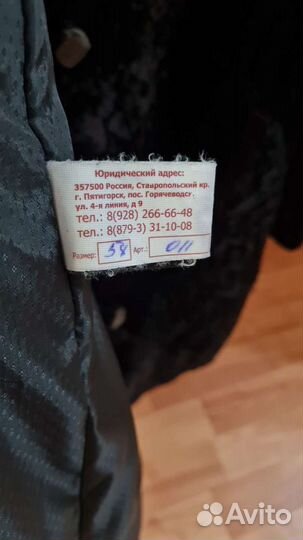 Юридический адрес:
357500 Россия, Ставропольский кр.
г. Пятигорск, пос. Горячеводск.
ул. 4-я линия, д 9
тел.: 8(928) 266-66-48
тел.: 8(879-3) 31-10-08
Размер: 58 Арт.: 011
Avito